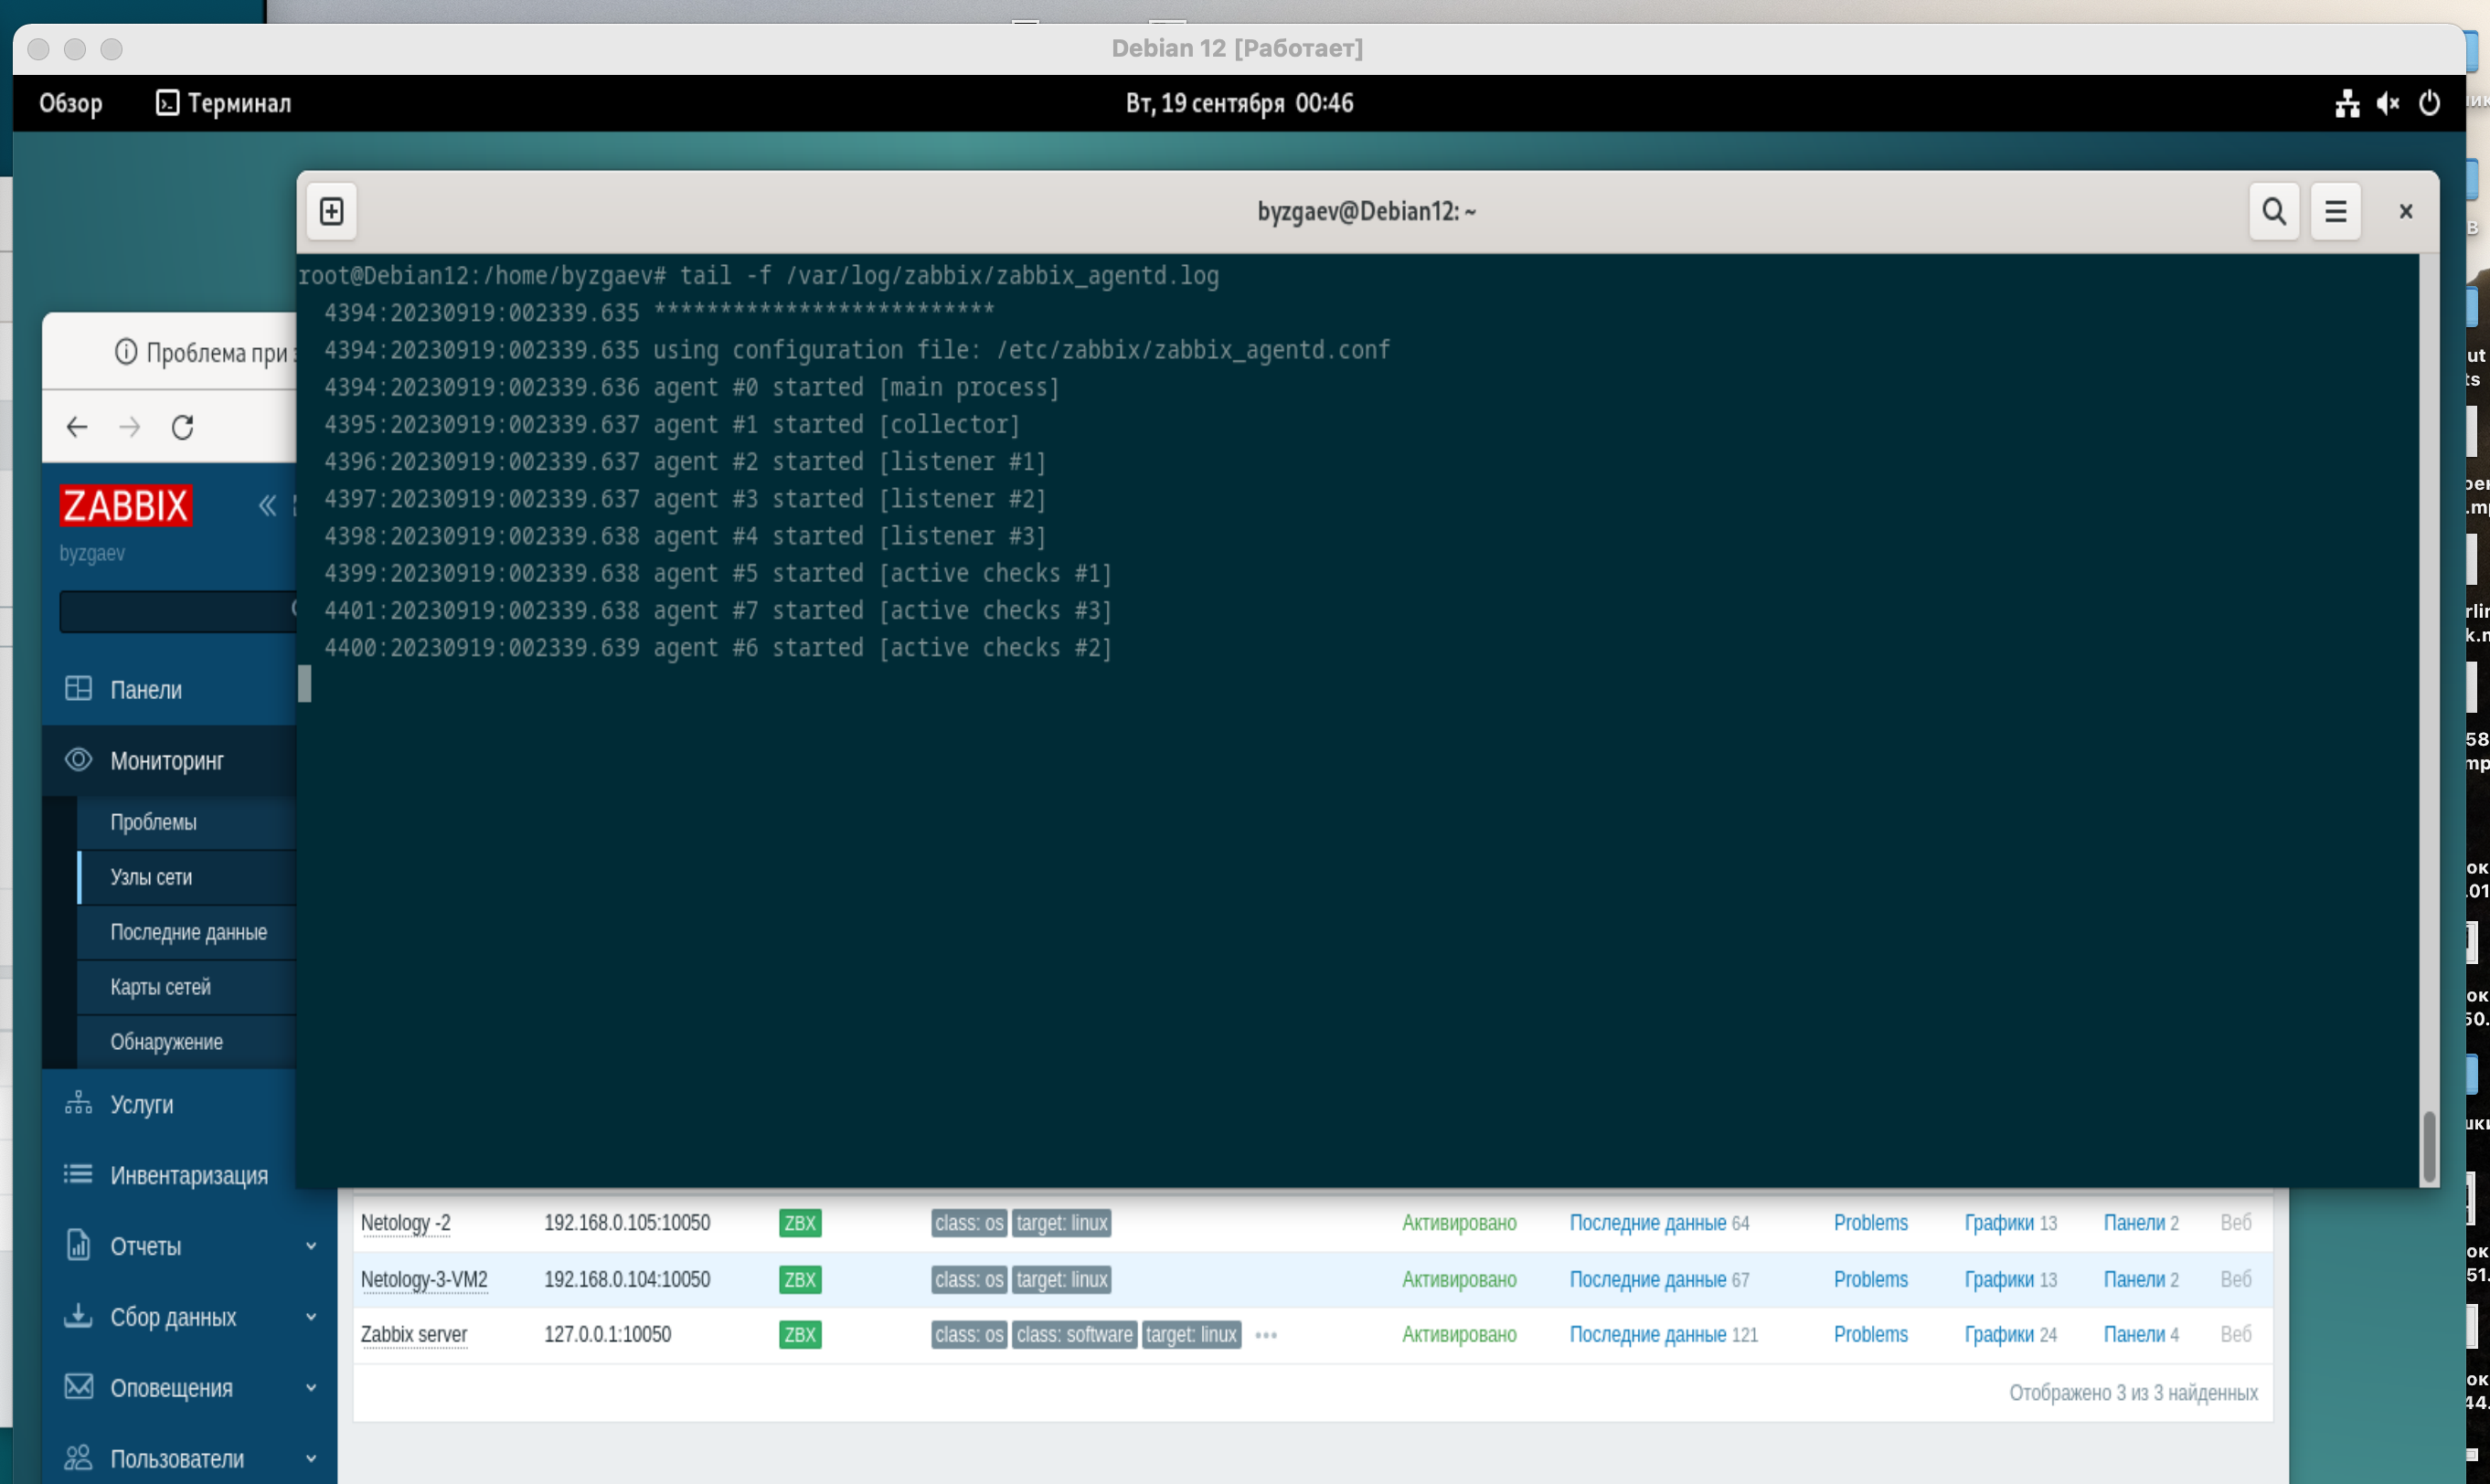 Debian 12 [Работает]
Обзор Терминал Вт, 19 сентября 00:46
byzgaev@Debian12: ~
root@Debian12:/home/byzgaev# tail -f /var/log/zabbix/zabbix_agentd.log
4394:20230919:002339.635 **************************
4394:20230919:002339.635 using configuration file: /etc/zabbix/zabbix_agentd.conf
4394:20230919:002339.636 agent #0 started [main process]
4395:20230919:002339.637 agent #1 started [collector]
4396:20230919:002339.637 agent #2 started [listener #1]
4397:20230919:002339.637 agent #3 started [listener #2]
4398:20230919:002339.638 agent #4 started [listener #3]
4399:20230919:002339.638 agent #5 started [active checks #1]
4401:20230919:002339.638 agent #7 started [active checks #3]
4400:20230919:002339.639 agent #6 started [active checks #2]
Проблема при
ZABBIX
byzgaev
Панели
Мониторинг
Проблемы
Узлы сети
Последние данные
Карты сетей
Обнаружение
Услуги
Инвентаризация
Отчеты
Сбор данных
Оповещения
Пользователи
Netology -2 192.168.0.105:10050 ZBX class: os target: linux Активировано Последние данные 64 Problems Графики 13 Панели 2 Веб
Netology-3-VM2 192.168.0.104:10050 ZBX class: os target: linux Активировано Последние данные 67 Problems Графики 13 Панели 2 Веб
Zabbix server 127.0.0.1:10050 ZBX class: os class: software target: linux ••• Активировано Последние данные 121 Problems Графики 24 Панели 4 Веб
Отображено 3 из 3 найденных